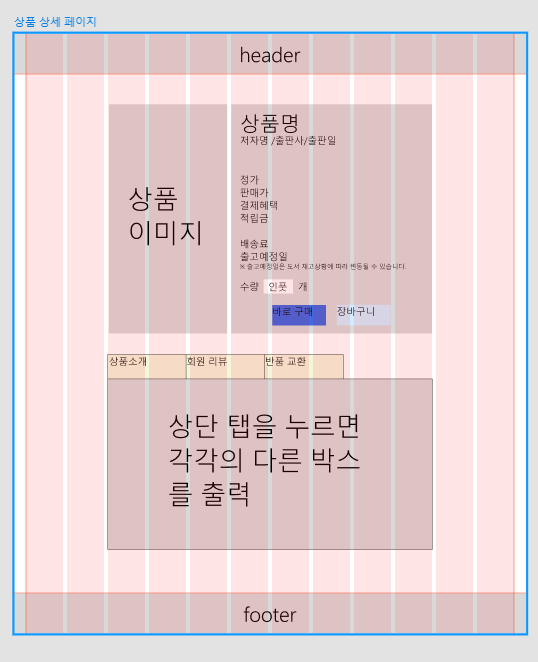 상품 상세 페이지
header
상품
이미지
상품명
저자명 /출판사/출판일
정가
판매가
결제혜택
적립금
배송료
출고예정일
※ 출고예정일은 도서 재고상황에 따라 변동될 수 있습니다.
수량 인풋 개
바로 구매 장바구니
상품소개 회원 리뷰 반품 교환
상단 탭을 누르면
각각의 다른 박스
를 출력
footer